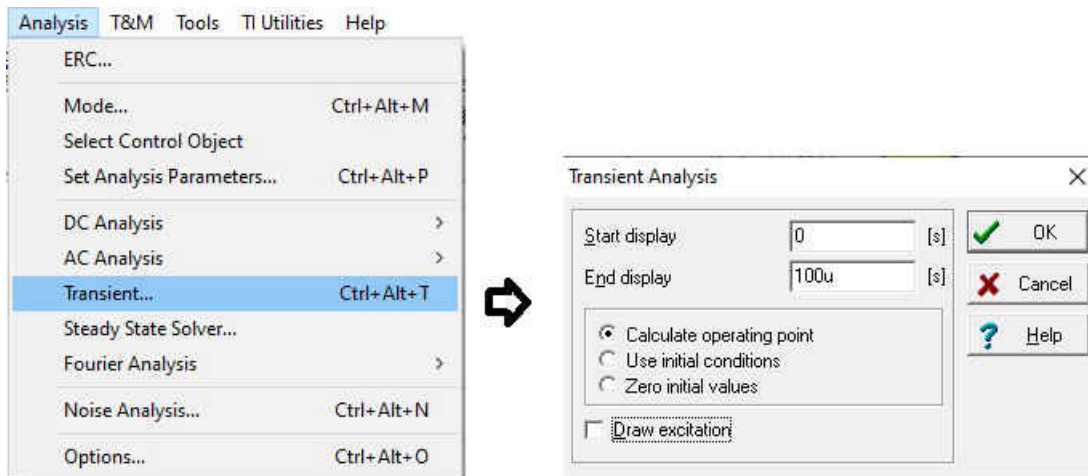 Analysis T&M Tools TI Utilities Help
ERC...
Mode... Ctrl+Alt+M
Select Control Object
Set Analysis Parameters... Ctrl+Alt+P
DC Analysis >
AC Analysis >
Transient... Ctrl+Alt+T
Steady State Solver...
Fourier Analysis >
Noise Analysis... Ctrl+Alt+N
Options... Ctrl+Alt+O
Transient Analysis
Start display 0 [s]
End display 100u [s]
Calculate operating point
Use initial conditions
Zero initial values
Draw excitation
OK
Cancel
? Help